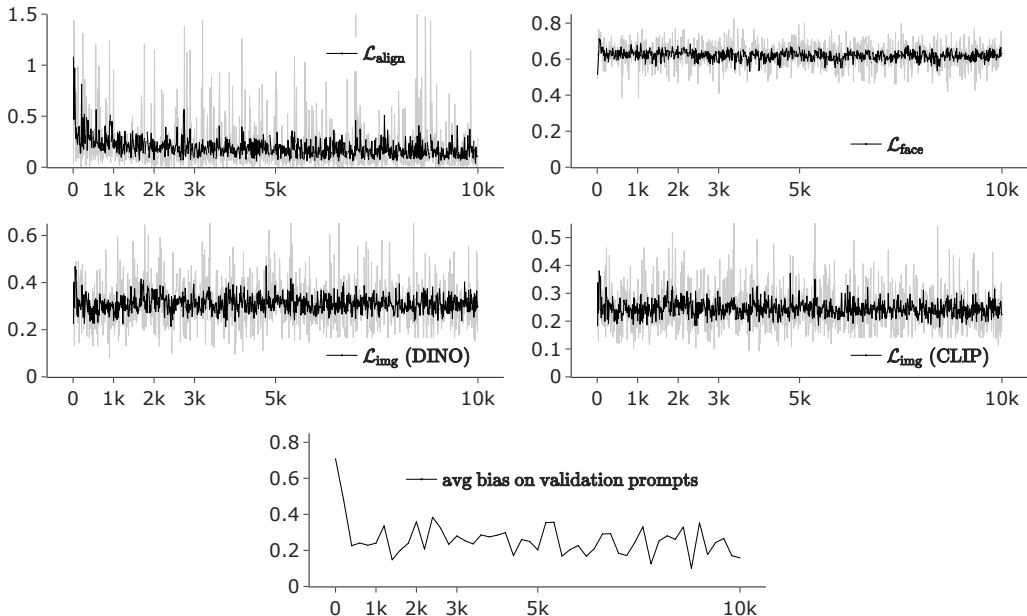 1.5
1
0.5
0
ℒalign
0 1k 2k 3k 5k 10k
0.8
0.6
0.4
0.2
0
ℒface
0 1k 2k 3k 5k 10k
0.6
0.4
0.2
0
ℒimg (DINO)
0 1k 2k 3k 5k 10k
0.5
0.4
0.3
0.2
0.1
0
ℒimg (CLIP)
0 1k 2k 3k 5k 10k
0.8
0.6
0.4
0.2
0
avg bias on validation prompts
0 1k 2k 3k 5k 10k